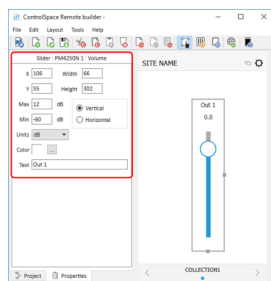 ControlSpace Remote builder -
File Edit Layout Tools Help
Slider : PM4250N 1 : Volume
X 106 Width 66
Y 55 Height 302
Max 12 dB
Vertical
Min -60 dB
Horizontal
Units dB
Color ...
Text Out 1
Project Properties
SITE NAME
Out 1
0.0
COLLECTION1